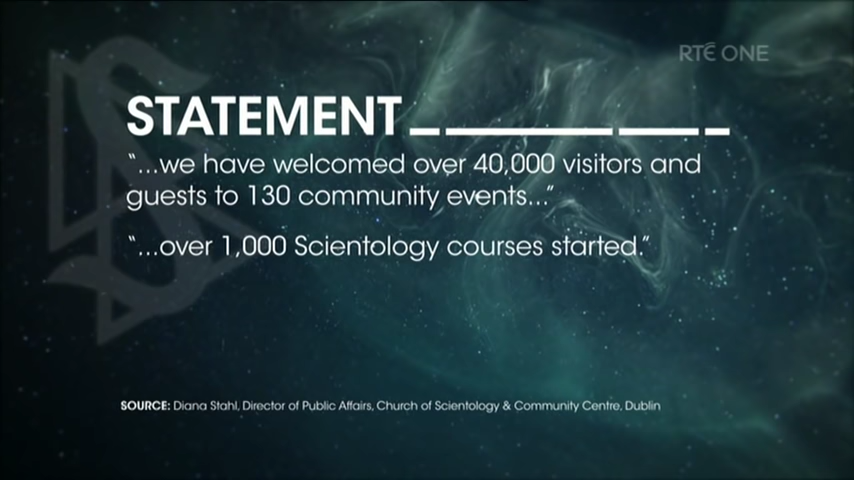 RTÉ ONE
STATEMENT
“...we have welcomed over 40,000 visitors and
guests to 130 community events...”
“...over 1,000 Scientology courses started.”
SOURCE: Diana Stahl, Director of Public Affairs, Church of Scientology & Community Centre, Dublin